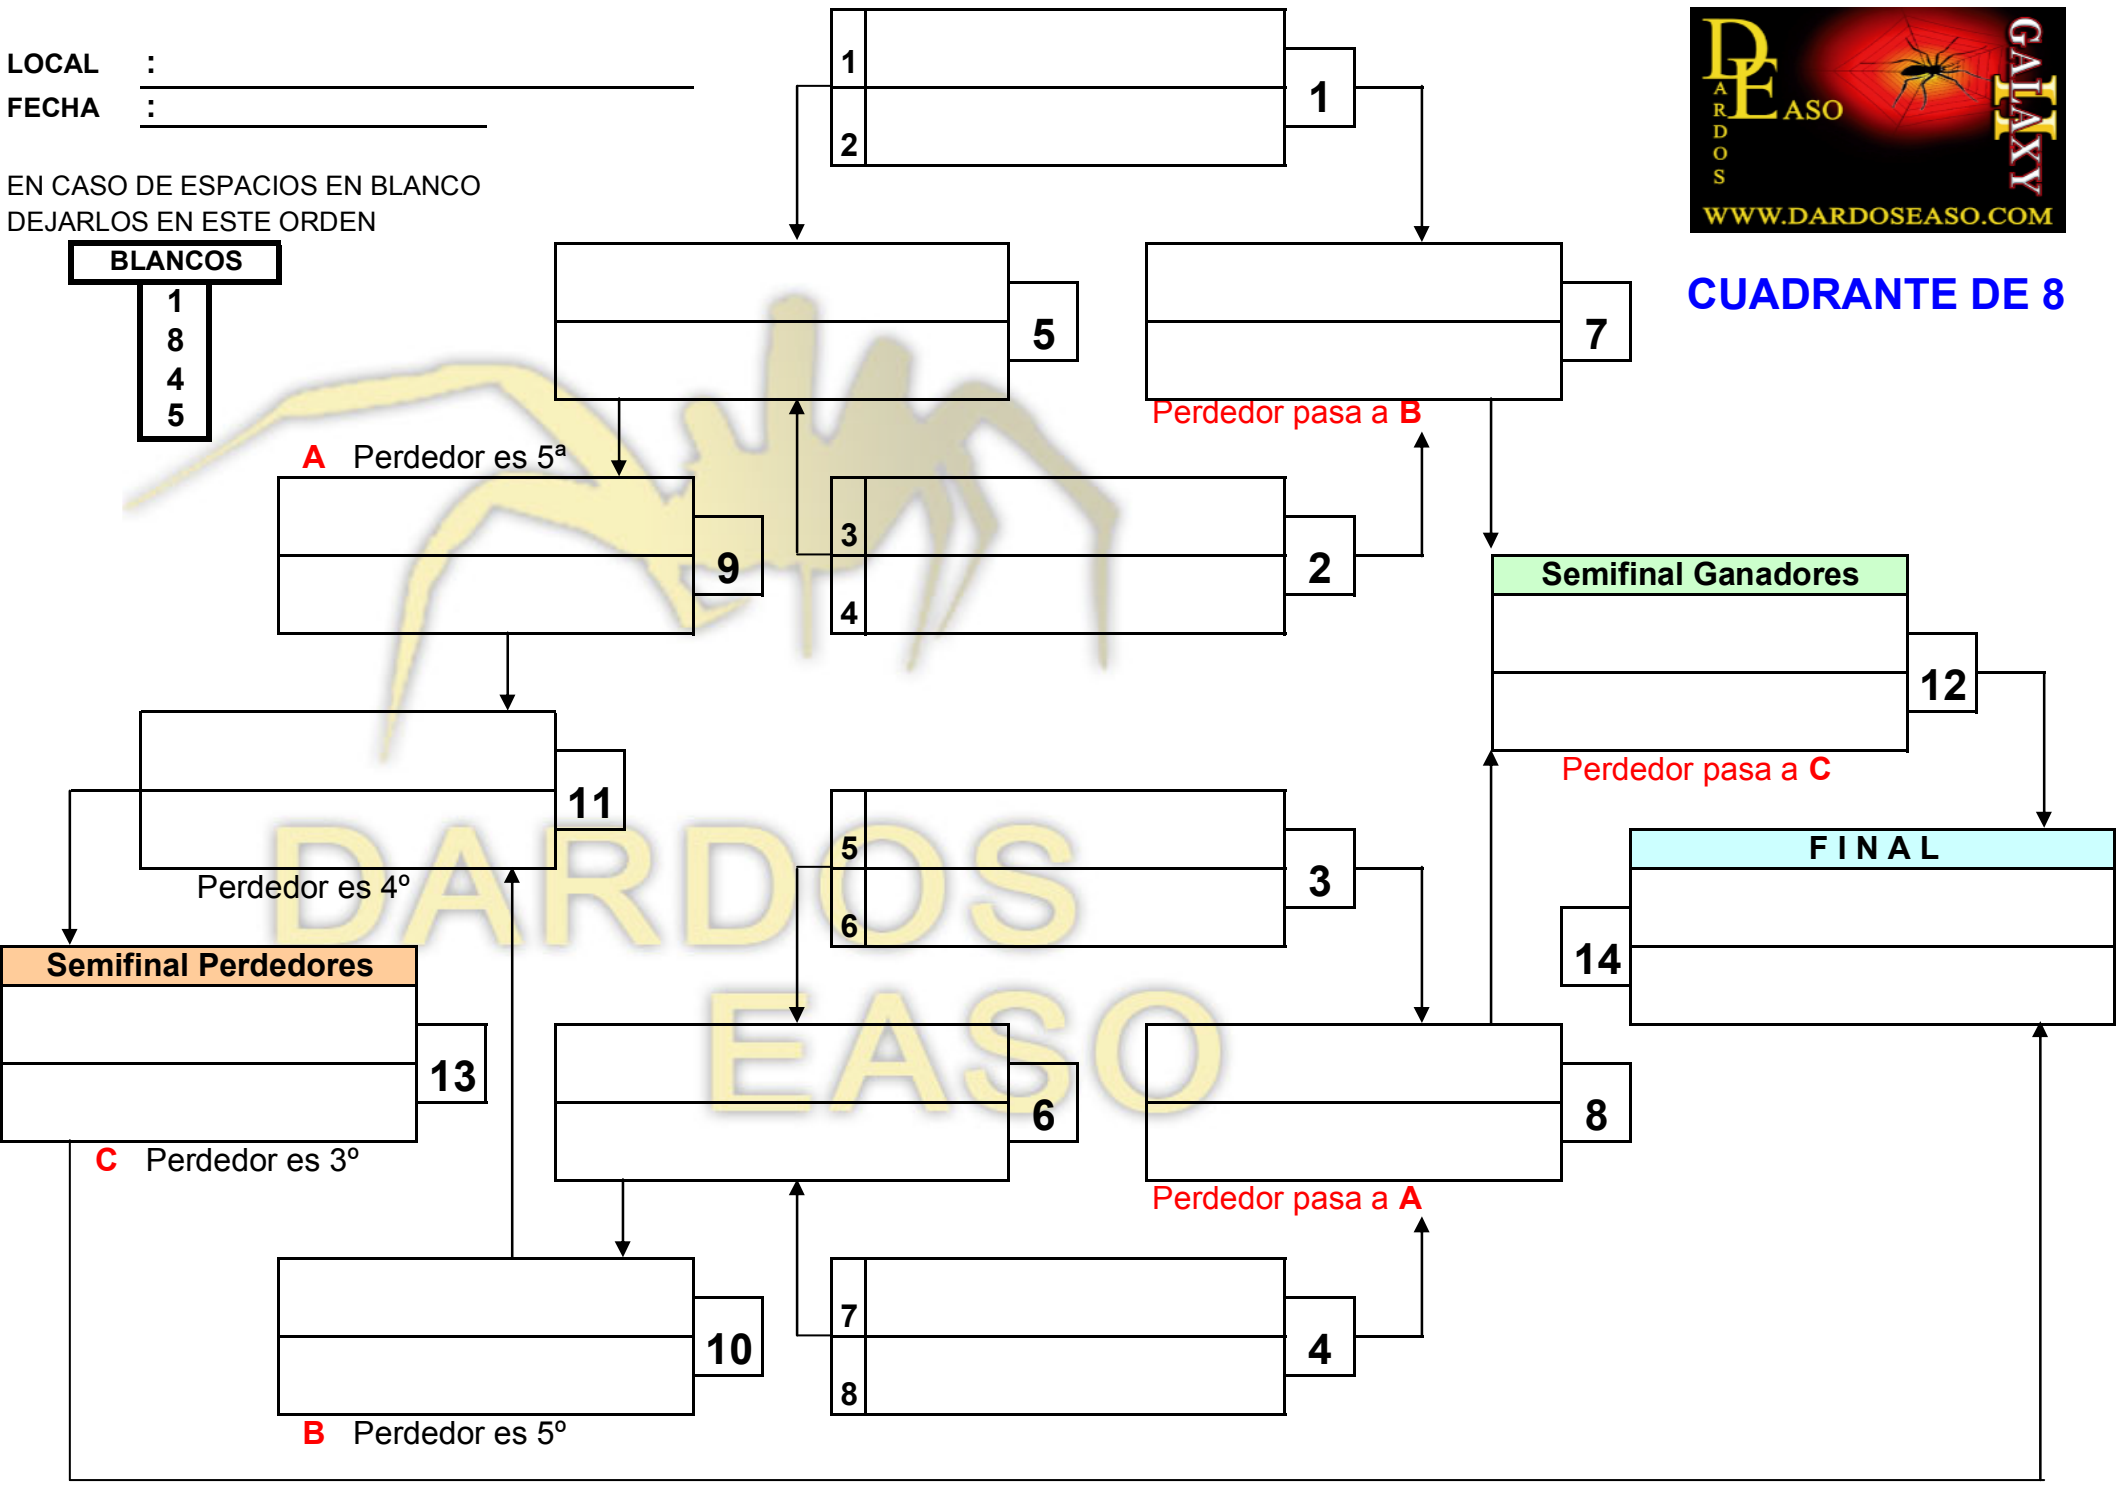 LOCAL :
FECHA :
EN CASO DE ESPACIOS EN BLANCO
DEJARLOS EN ESTE ORDEN
BLANCOS
1
8
4
5
1
2
1
DARDOS
EASO
GALAXY
II
WWW.DARDOSEASO.COM
CUADRANTE DE 8
5
7
Perdedor pasa a B
A Perdedor es 5ª
9
3
4
2
Semifinal Ganadores
12
Perdedor pasa a C
11
Perdedor es 4º
5
6
3
FINAL
14
DARDOS
EASO
Semifinal Perdedores
13
C Perdedor es 3º
6
8
Perdedor pasa a A
10
B Perdedor es 5º
7
8
4